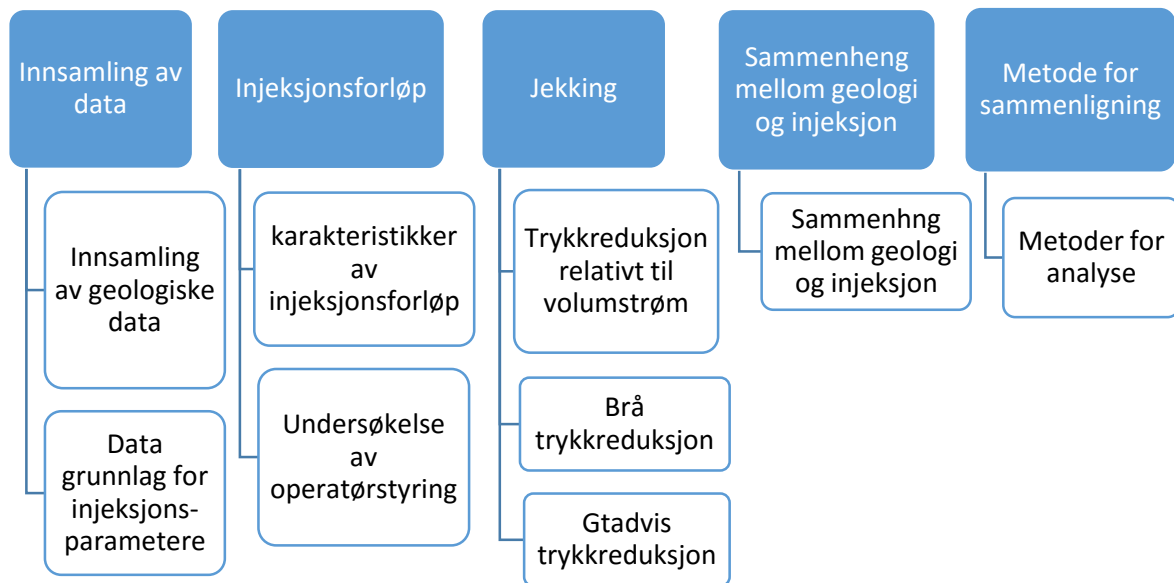 Innsamling av
data
Innsamling
av geologiske
data
Data
grunnlag for
injeksjons-
parametere
Injeksjonsforløp
karakteristikker
av
injeksjonsforløp
Undersøkelse
av
operatørstyring
Jekking
Trykkreduksjon
relativt til
volumstrøm
Brå
trykkreduksjon
Gtadvis
trykkreduksjon
Sammenheng
mellom geologi
og injeksjon
Sammenhng
mellom geologi
og injeksjon
Metode for
sammenligning
Metoder for
analyse